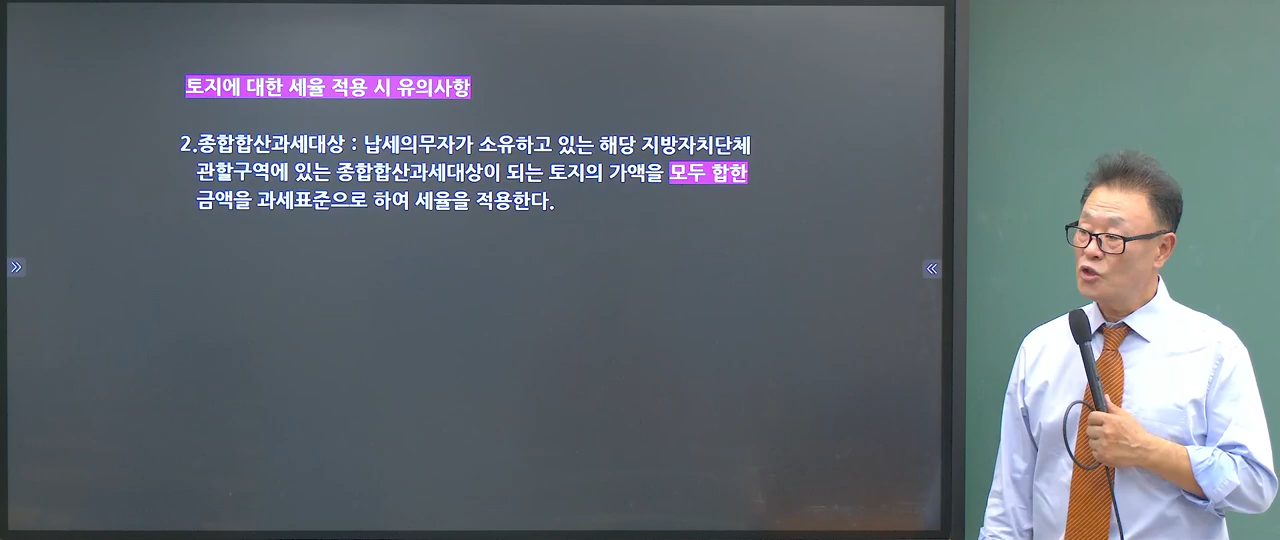 토지에 대한 세율 적용 시 유의사항
2.종합합산과세대상 : 납세의무자가 소유하고 있는 해당 지방자치단체
관할구역에 있는 종합합산과세대상이 되는 토지의 가액을 모두 합한
금액을 과세표준으로 하여 세율을 적용한다.